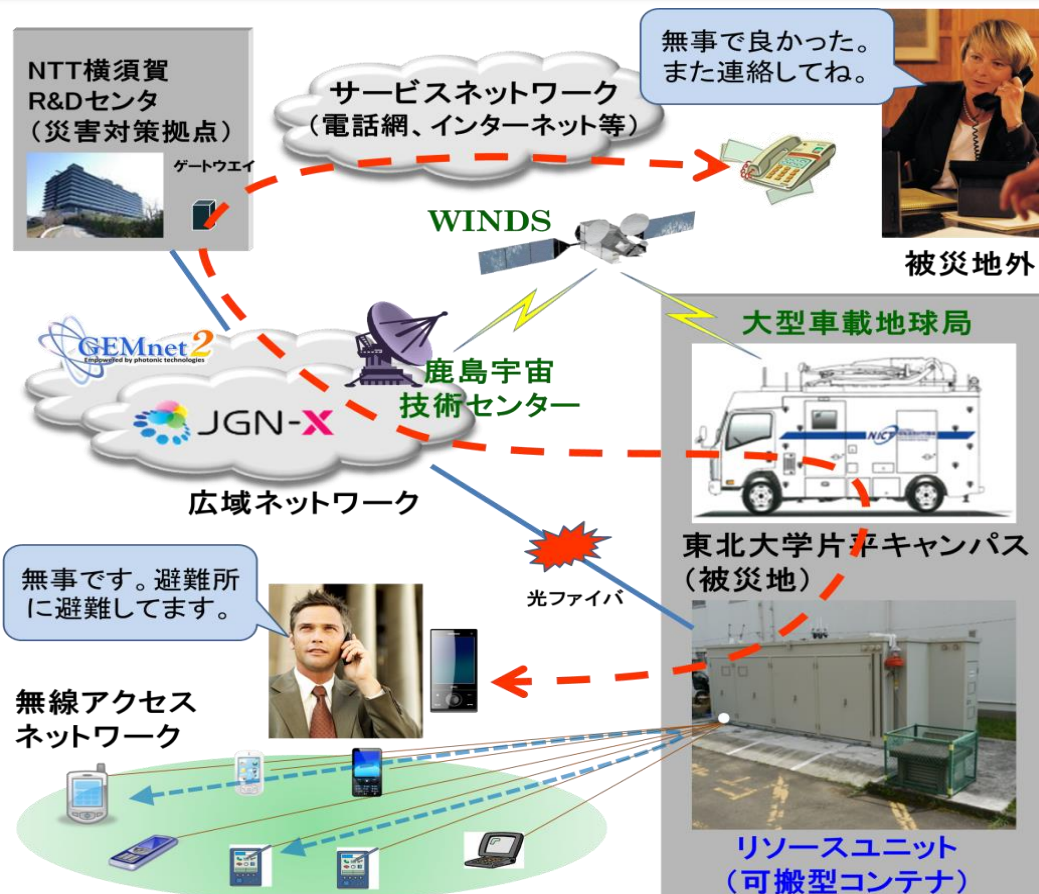 NTT横須賀
R&Dセンタ
（災害対策拠点）
ゲートウエイ
サービスネットワーク
（電話網、インターネット等）
無事で良かった。
また連絡してね。
被災地外
WINDS
大型車載地球局
GEMnet2
Empowered by photonic technologies
鹿島宇宙
技術センター
JGN-X
広域ネットワーク
NICT
東北大学片平キャンパス
（被災地）
光ファイバ
無事です。避難所
に避難してます。
無線アクセス
ネットワーク
リソースユニット
（可搬型コンテナ）